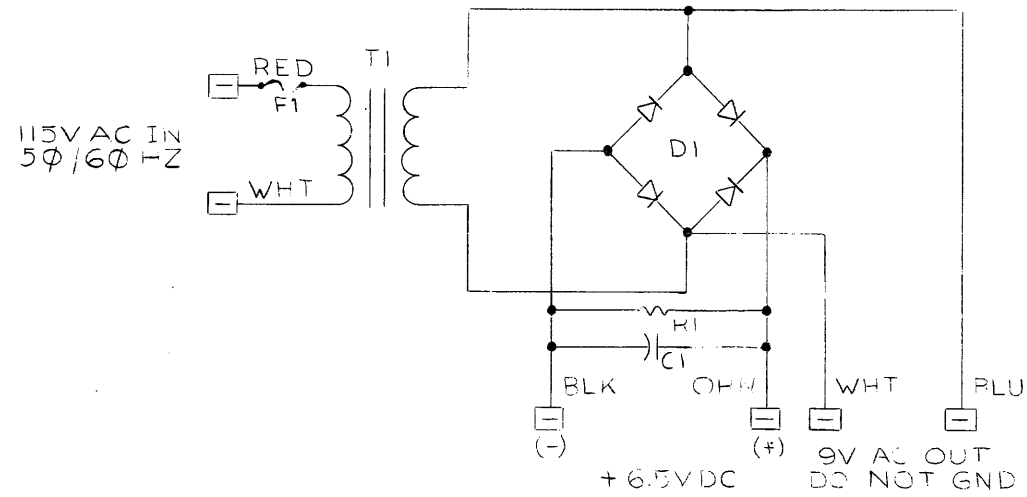 T1
RED
F1
115V AC IN
5Ø/6Ø HZ
WHT
D1
R1
C1
BLK
ORN
WHT
BLU
(-)
(+)
+6.5VDC
9V AC OUT
DO NOT GND